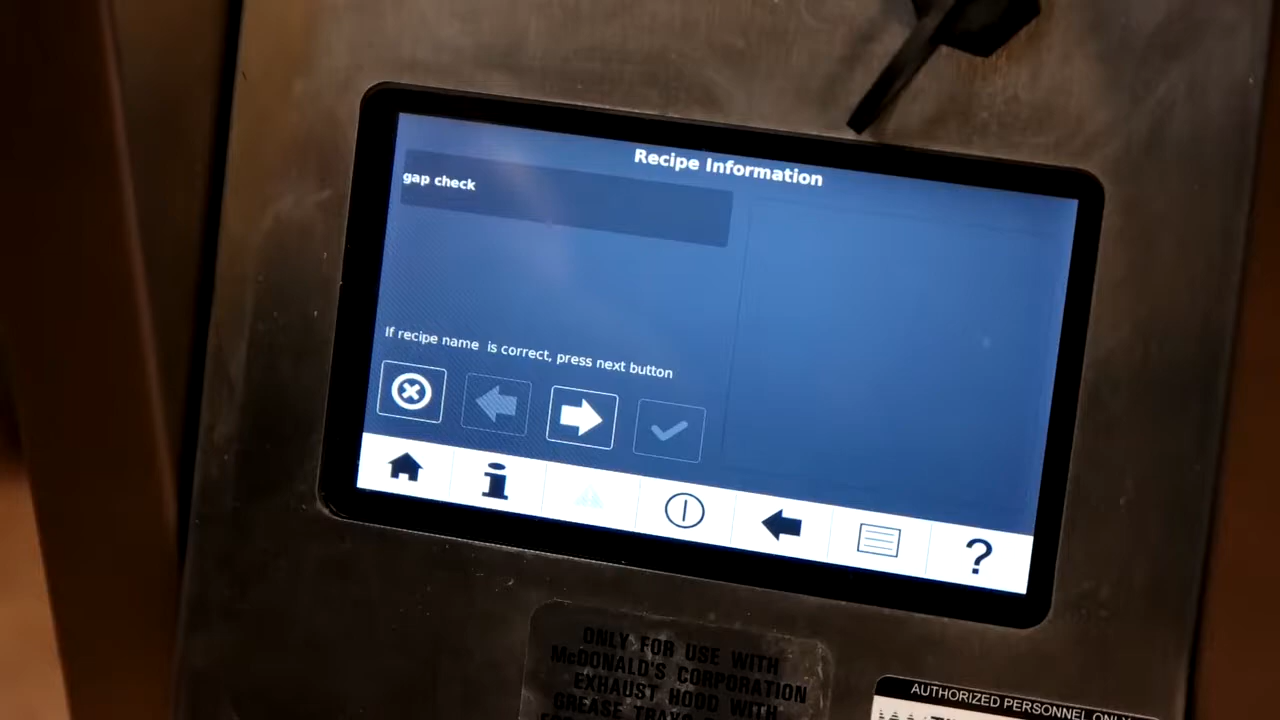 Recipe Information
gap check
If recipe name is correct, press next button
?
ONLY FOR USE WITH
McDONALD'S CORPORATION
EXHAUST HOOD WITH
GREASE TRAYS
AUTHORIZED PERSONNEL ONLY